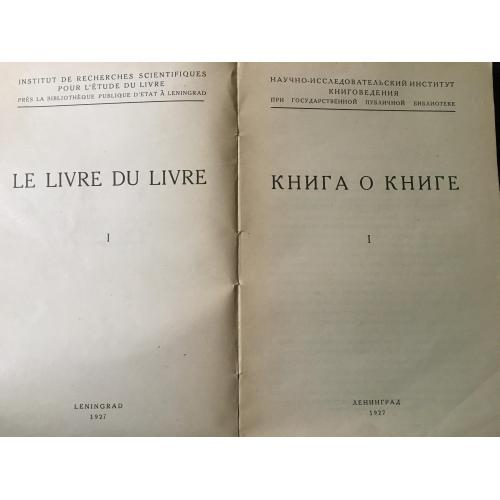 INSTITUT DE RECHERCHES SCIENTIFIQUES
POUR L'ÉTUDE DU LIVRE
PRÈS LA BIBLIOTHÈQUE PUBLIQUE D'ETAT À LENINGRAD
LE LIVRE DU LIVRE
I
LENINGRAD
1927
НАУЧНО-ИССЛЕДОВАТЕЛЬСКИЙ ИНСТИТУТ
КНИГОВЕДЕНИЯ
ПРИ ГОСУДАРСТВЕННОЙ ПУБЛИЧНОЙ БИБЛИОТЕКЕ
КНИГА О КНИГЕ
I
ЛЕНИНГРАД
1927